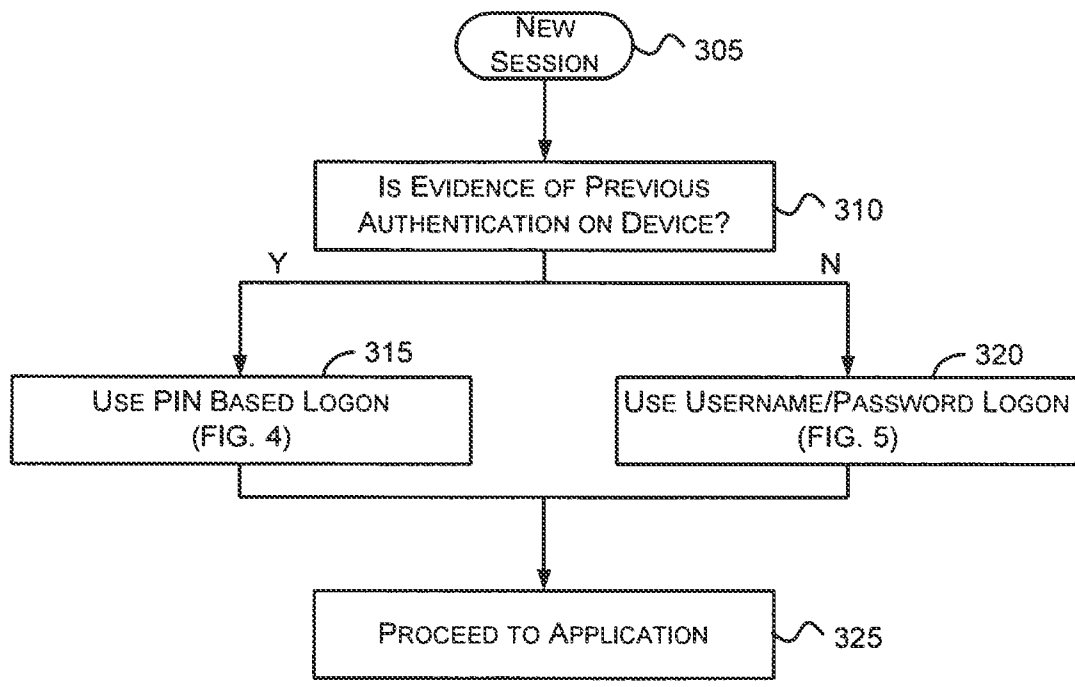 NEW
SESSION
305
IS EVIDENCE OF PREVIOUS
AUTHENTICATION ON DEVICE?
310
Y
N
315
USE PIN BASED LOGON
(FIG. 4)
320
USE USERNAME/PASSWORD LOGON
(FIG. 5)
PROCEED TO APPLICATION
325